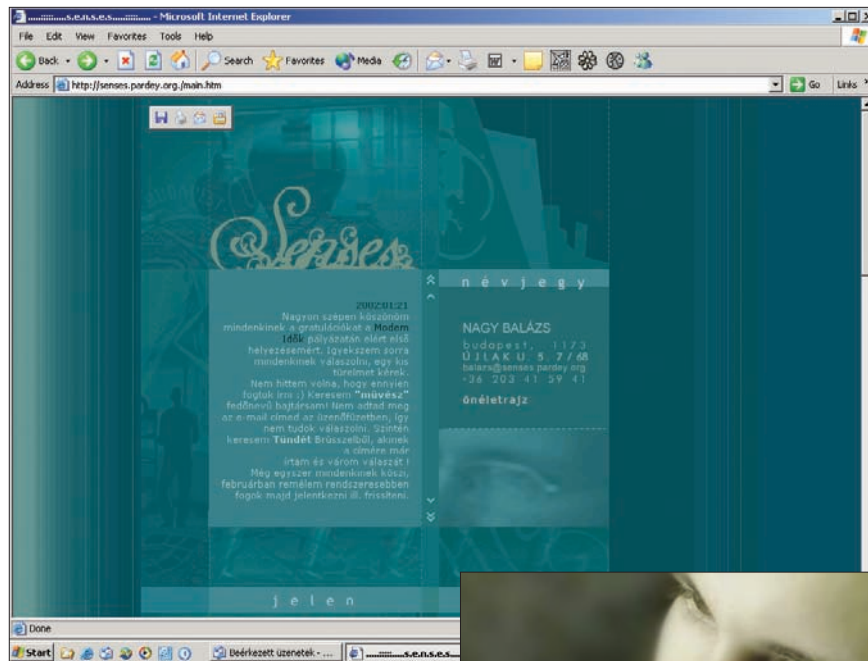 .....:::::.....s.e.n.s.e.s.....:::::..... - Microsoft Internet Explorer
File Edit View Favorites Tools Help
Back Search Favorites Media
Address http://senses.pardey.org./main.htm Go Links
Senses
névjegy
2002:01:21
Nagyon szépen köszönöm
mindenkinek a gratulációkat a Modern
Idők pályázatán elért első
helyezésemért. Igyekszem sorra
mindenkinek válaszolni, egy kis
türelmet kérek.
Nem hittem volna, hogy ennyien
fogtuk írni :) Keresem "művész"
fedőnevű bajtársam! Nem adtad meg
az e-mail címed az üzenőfüzetben, így
nem tudok válaszolni. Szintén
keresem Tündét Brüsszelből, akinek
a címére már
írtam és várom válaszát !
Még egyszer mindenkinek köszi,
februárban remélem rendszeresebben
fogok majd jelentkezni ill. frissíteni.
NAGY BALÁZS
budapest, 1173
ÚJLAK U. 5. 7/68
balazs@senses.pardey.org
+36 203 41 59 41
önéletrajz
jelen
Done
Start Beérkezett üzenetek - ... .....:::::.....s.e.n.s.e.s.....